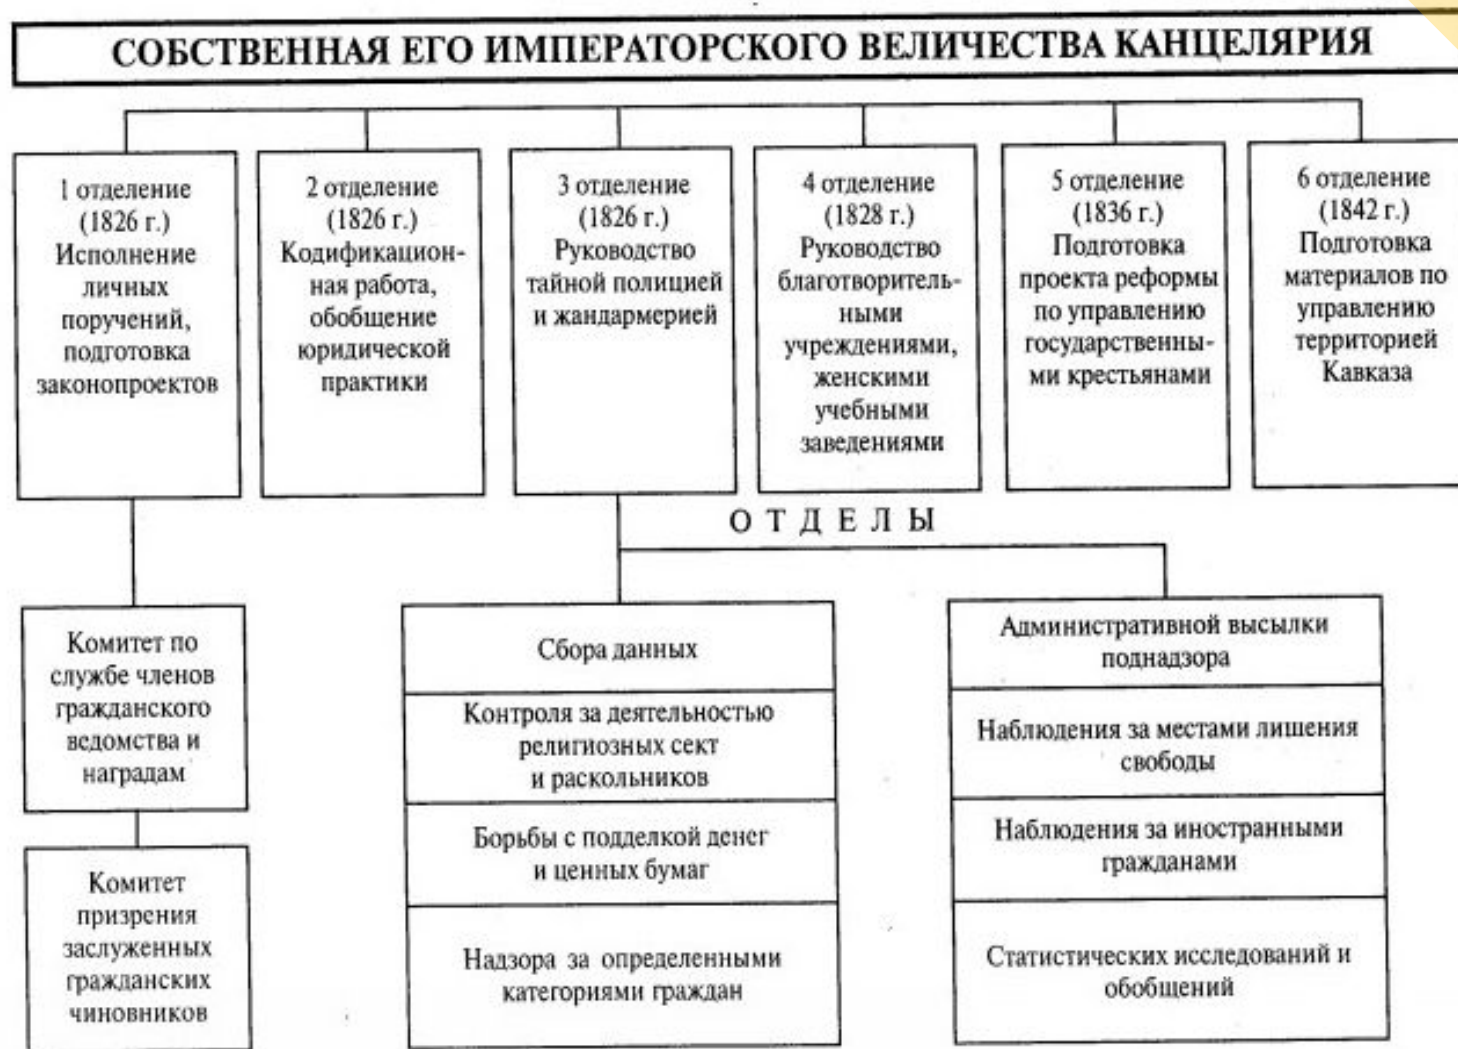 СОБСТВЕННАЯ ЕГО ИМПЕРАТОРСКОГО ВЕЛИЧЕСТВА КАНЦЕЛЯРИЯ
1 отделение
(1826 г.)
Исполнение
личных
поручений,
подготовка
законопроектов
2 отделение
(1826 г.)
Кодификацион-
ная работа,
обобщение
юридической
практики
3 отделение
(1826 г.)
Руководство
тайной полицией
и жандармерией
4 отделение
(1828 г.)
Руководство
благотворитель-
ными
учреждениями,
женскими
учебными
заведениями
5 отделение
(1836 г.)
Подготовка
проекта реформы
по управлению
государственны-
ми крестьянами
6 отделение
(1842 г.)
Подготовка
материалов по
управлению
территорией
Кавказа
ОТДЕЛЫ
Комитет по
службе членов
гражданского
ведомства и
наградам
Комитет
призрения
заслуженных
гражданских
чиновников
Сбора данных
Контроля за деятельностью
религиозных сект
и раскольников
Борьбы с подделкой денег
и ценных бумаг
Надзора за определенными
категориями граждан
Административной высылки
поднадзора
Наблюдения за местами лишения
свободы
Наблюдения за иностранными
гражданами
Статистических исследований и
обобщений